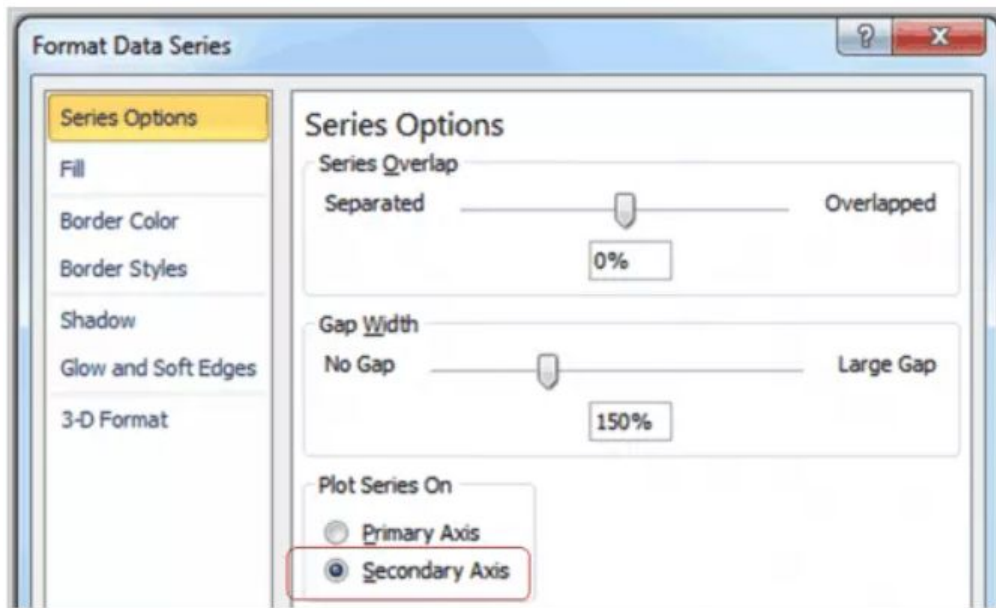 Format Data Series
?
X
Series Options
Fill
Border Color
Border Styles
Shadow
Glow and Soft Edges
3-D Format
Series Options
Series Overlap
Separated Overlapped
0%
Gap Width
No Gap Large Gap
150%
Plot Series On
Primary Axis
Secondary Axis